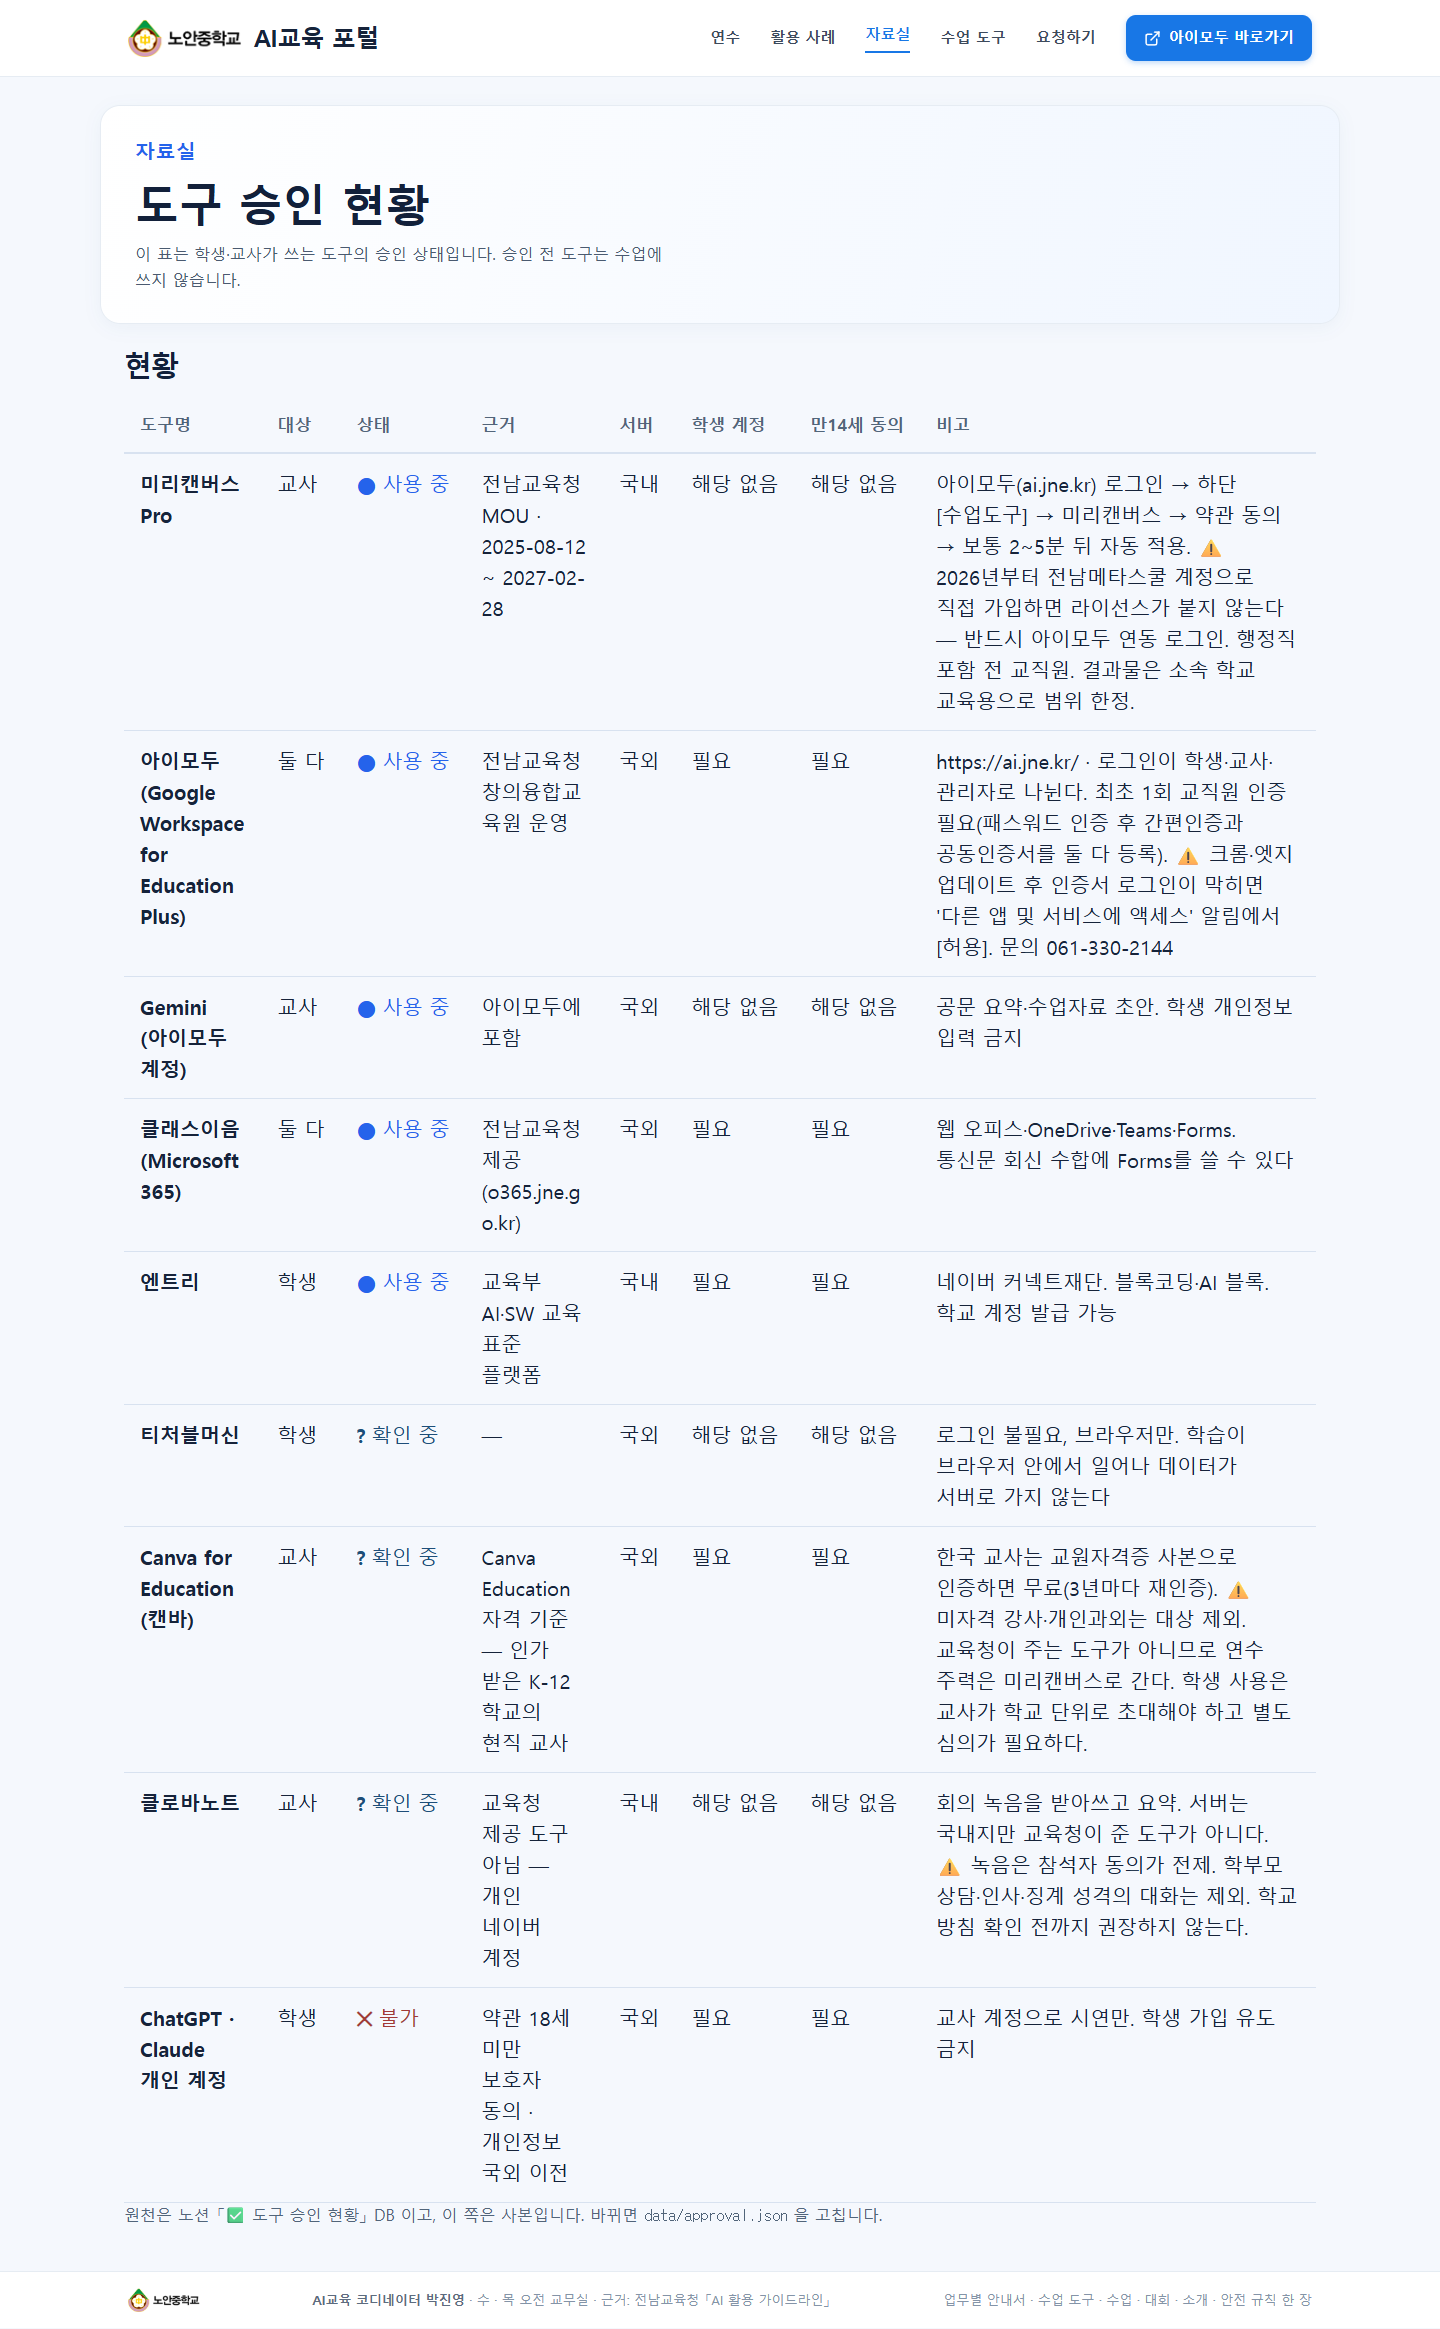 노안중학교 AI교육 포털
연수 활용 사례 자료실 수업 도구 요청하기 아이모두 바로가기
자료실
도구 승인 현황
이 표는 학생·교사가 쓰는 도구의 승인 상태입니다. 승인 전 도구는 수업에
쓰지 않습니다.
현황
도구명 대상 상태 근거 서버 학생 계정 만14세 동의 비고
미리캔버스
Pro
교사
● 사용 중
전남교육청
MOU ·
2025-08-12
~ 2027-02-
28
국내
해당 없음
해당 없음
아이모두(ai.jne.kr) 로그인 → 하단
[수업도구] → 미리캔버스 → 약관 동의
→ 보통 2~5분 뒤 자동 적용. ⚠️
2026년부터 전남메타스쿨 계정으로
직접 가입하면 라이선스가 붙지 않는다
— 반드시 아이모두 연동 로그인. 행정직
포함 전 교직원. 결과물은 소속 학교
교육용으로 범위 한정.
아이모두
(Google
Workspace
for
Education
Plus)
둘 다
● 사용 중
전남교육청
창의융합교
육원 운영
국외
필요
필요
https://ai.jne.kr/ · 로그인이 학생·교사·
관리자로 나뉜다. 최초 1회 교직원 인증
필요(패스워드 인증 후 간편인증과
공동인증서를 둘 다 등록). ⚠️ 크롬·엣지
업데이트 후 인증서 로그인이 막히면
'다른 앱 및 서비스에 액세스' 알림에서
[허용]. 문의 061-330-2144
Gemini
(아이모두
계정)
교사
● 사용 중
아이모두에
포함
국외
해당 없음
해당 없음
공문 요약·수업자료 초안. 학생 개인정보
입력 금지
클래스이음
(Microsoft
365)
둘 다
● 사용 중
전남교육청
제공
(o365.jne.g
o.kr)
국외
필요
필요
웹 오피스·OneDrive·Teams·Forms.
통신문 회신 수합에 Forms를 쓸 수 있다
엔트리
학생
● 사용 중
교육부
AI·SW 교육
표준
플랫폼
국내
필요
필요
네이버 커넥트재단. 블록코딩·AI 블록.
학교 계정 발급 가능
티처블머신
학생
? 확인 중
—
국외
해당 없음
해당 없음
로그인 불필요, 브라우저만. 학습이
브라우저 안에서 일어나 데이터가
서버로 가지 않는다
Canva for
Education
(캔바)
교사
? 확인 중
Canva
Education
자격 기준
— 인가
받은 K-12
학교의
현직 교사
국외
필요
필요
한국 교사는 교원자격증 사본으로
인증하면 무료(3년마다 재인증). ⚠️
미자격 강사·개인과외는 대상 제외.
교육청이 주는 도구가 아니므로 연수
주력은 미리캔버스로 간다. 학생 사용은
교사가 학교 단위로 초대해야 하고 별도
심의가 필요하다.
클로바노트
교사
? 확인 중
교육청
제공 도구
아님 —
개인
네이버
계정
국내
해당 없음
해당 없음
회의 녹음을 받아쓰고 요약. 서버는
국내지만 교육청이 준 도구가 아니다.
⚠️ 녹음은 참석자 동의가 전제. 학부모
상담·인사·징계 성격의 대화는 제외. 학교
방침 확인 전까지 권장하지 않는다.
ChatGPT ·
Claude
개인 계정
학생
✕ 불가
약관 18세
미만
보호자
동의 ·
개인정보
국외 이전
국외
필요
필요
교사 계정으로 시연만. 학생 가입 유도
금지
원천은 노션 「✅ 도구 승인 현황」 DB 이고, 이 쪽은 사본입니다. 바뀌면 data/approval.json 을 고칩니다.
노안중학교 AI교육 코디네이터 박진영 · 수 · 목 오전 교무실 · 근거: 전남교육청 「AI 활용 가이드라인」 업무별 안내서 · 수업 도구 · 수업 · 대회 · 소개 · 안전 규칙 한 장